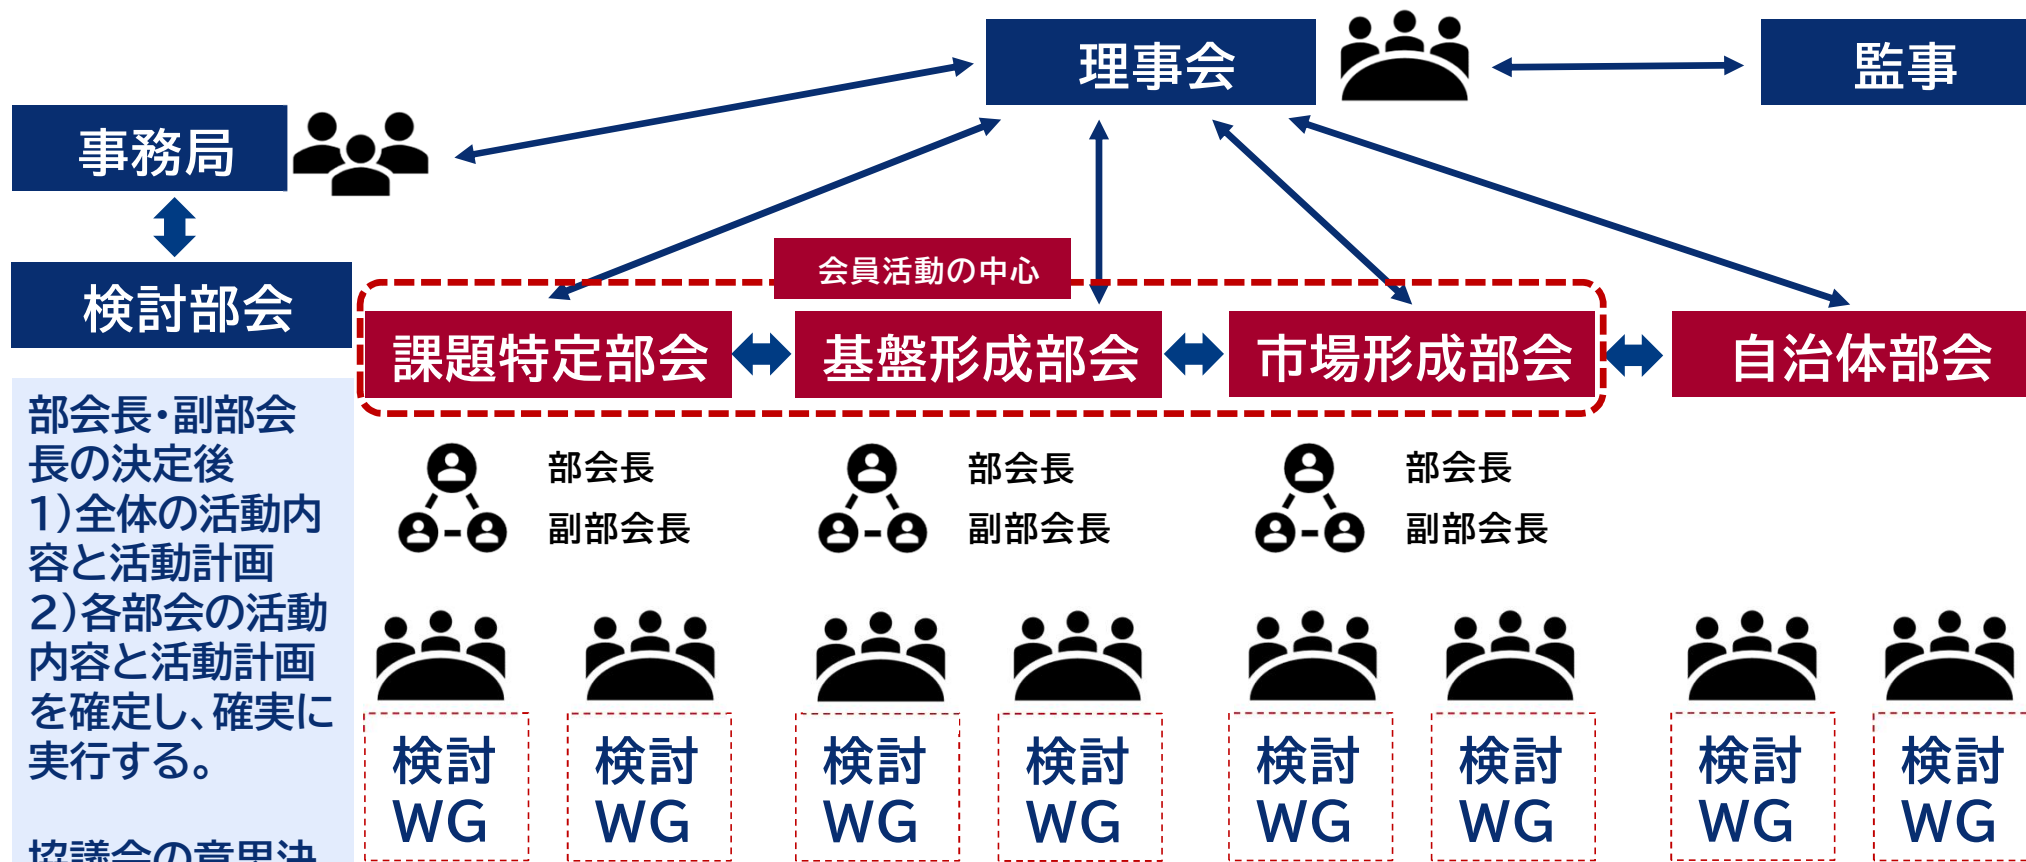 理事会
監事
事務局
会員活動の中心
検討部会
課題特定部会
基盤形成部会
市場形成部会
自治体部会
部会長・副部会
長の決定後
1)全体の活動内
容と活動計画
2)各部会の活動
内容と活動計画
を確定し、確実に
実行する。
協議会の意思決
部会長
副部会長
部会長
副部会長
部会長
副部会長
検討
WG
検討
WG
検討
WG
検討
WG
検討
WG
検討
WG
検討
WG
検討
WG